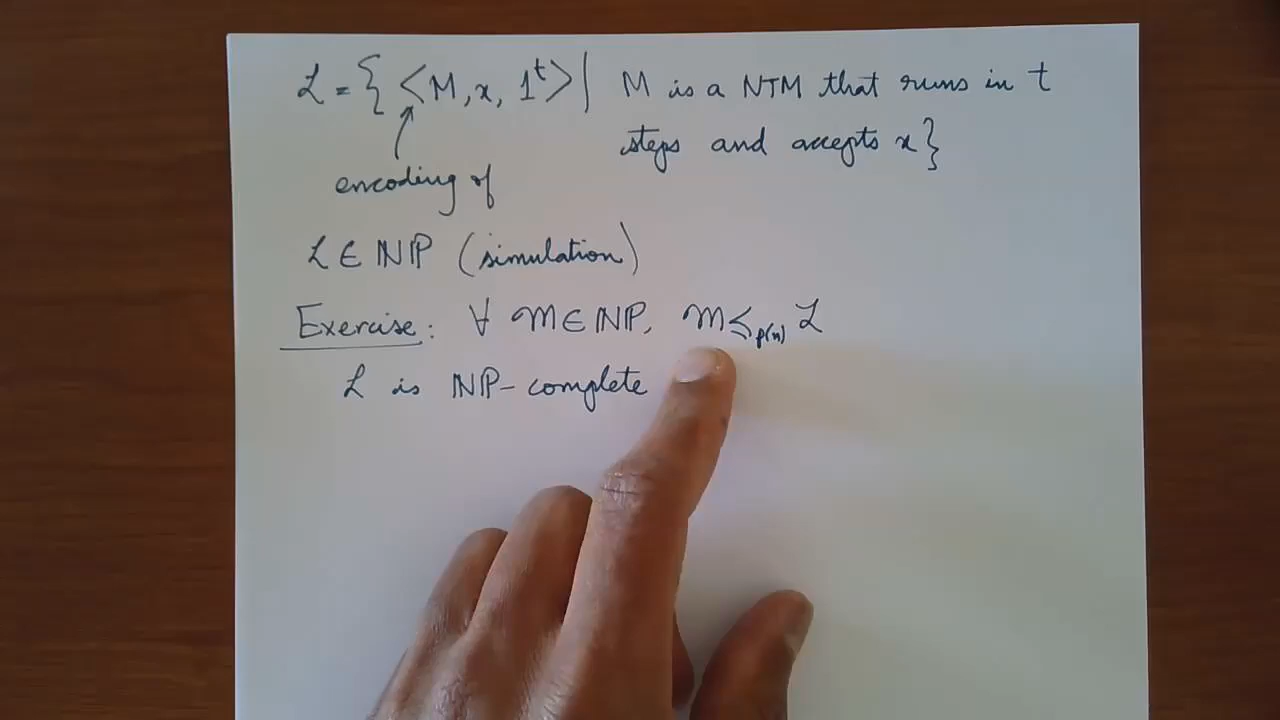 ℒ = { <M, x, 1^t> | M is a NTM that runs in t
steps and accepts x }
encoding of
ℒ ∈ NP (simulation)
Exercise: ∀ ℳ ∈ NP, ℳ ≤p(n) ℒ
ℒ is NP-complete